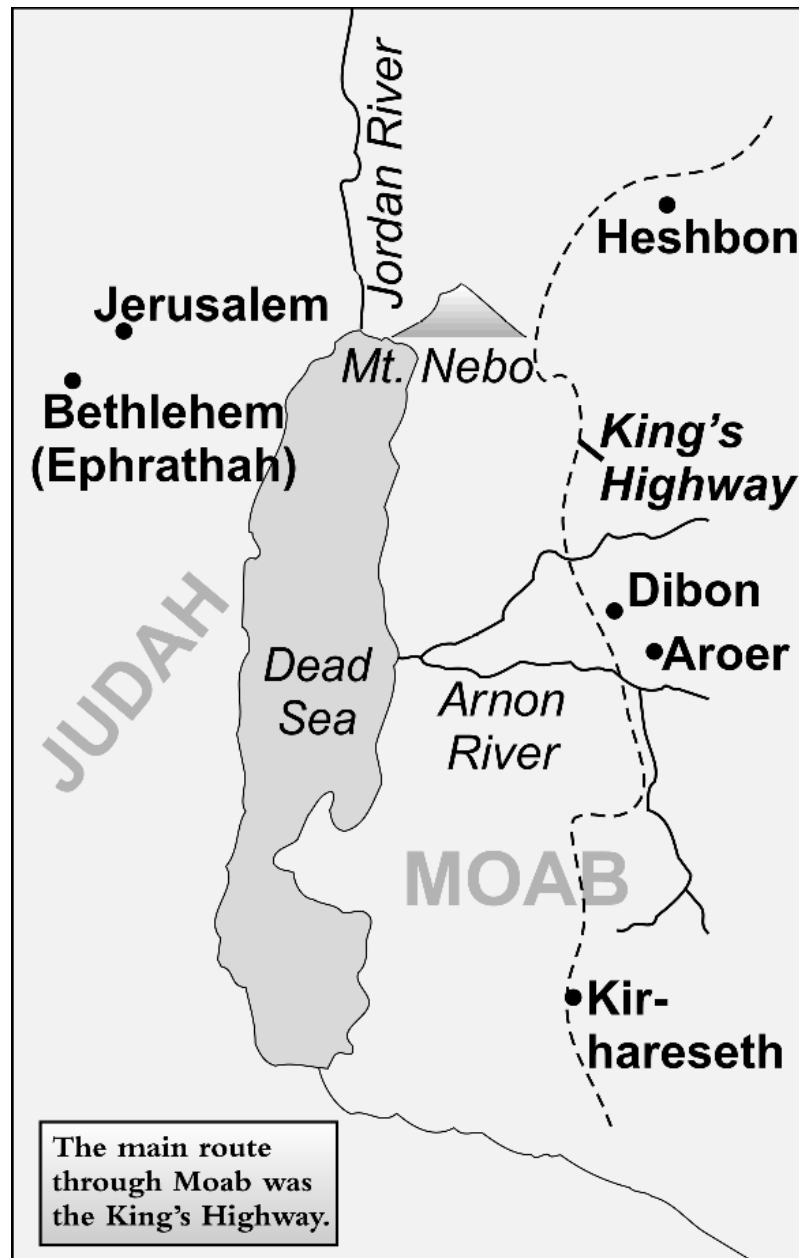 Jordan River
Heshbon
Jerusalem
Mt. Nebo
Bethlehem
(Ephrathah)
King's
Highway
JUDAH
Dibon
Aroer
Dead
Sea
Arnon
River
MOAB
Kir-
hareseth
The main route
through Moab was
the King's Highway.